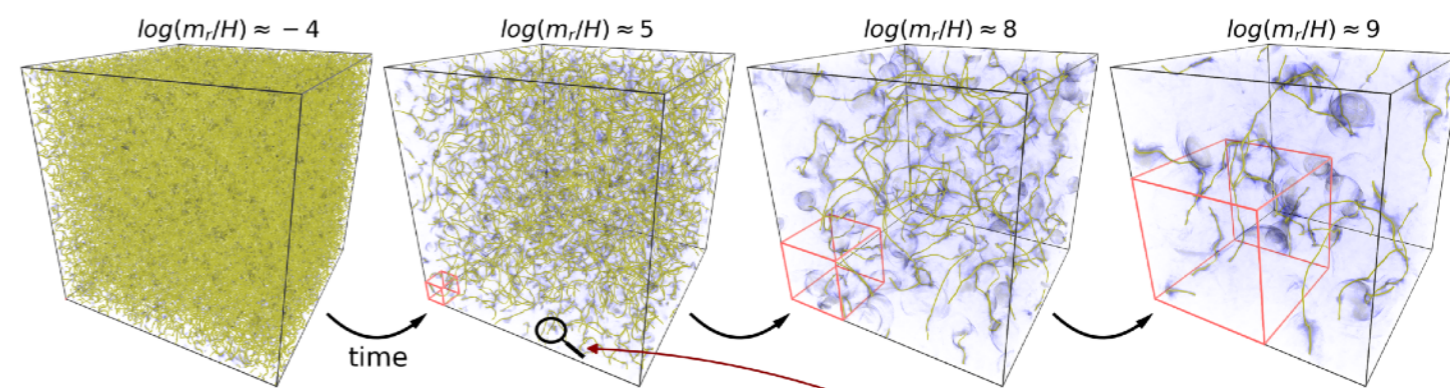 log(m_r/H) ≈ − 4
log(m_r/H) ≈ 5
log(m_r/H) ≈ 8
log(m_r/H) ≈ 9
time